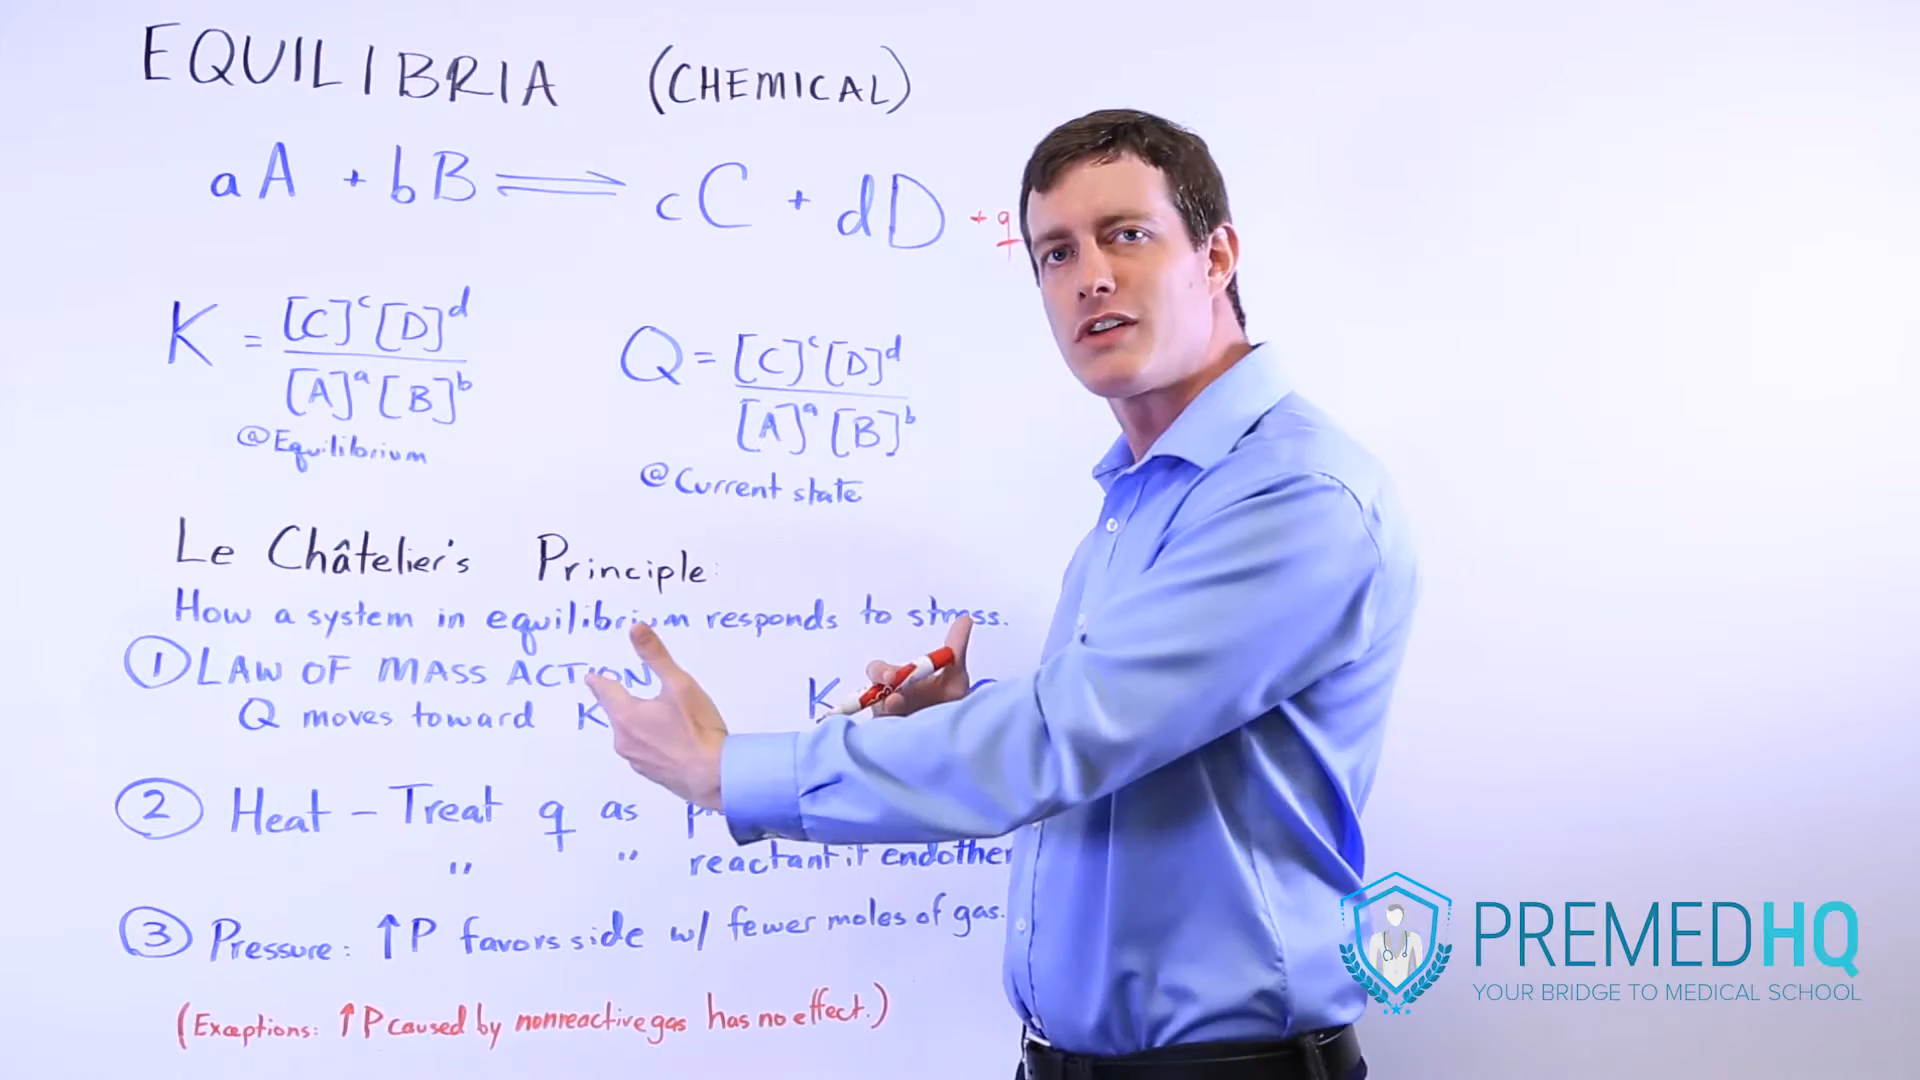 EQUILIBRIA (CHEMICAL)
aA + bB ⇌ cC + dD + q
K = [C]ᶜ[D]ᵈ / [A]ᵃ[B]ᵇ
@Equilibrium
Q = [C]ᶜ[D]ᵈ / [A]ᵃ[B]ᵇ
@Current state
Le Châtelier's Principle:
How a system in equilibrium responds to stress.
① LAW OF MASS ACTION
Q moves toward K
K
② Heat – Treat q as
" " reactant if endother
③ Pressure: ↑P favors side w/ fewer moles of gas.
(Exceptions: ↑P caused by nonreactive gas has no effect.)
PREMEDHQ
YOUR BRIDGE TO MEDICAL SCHOOL